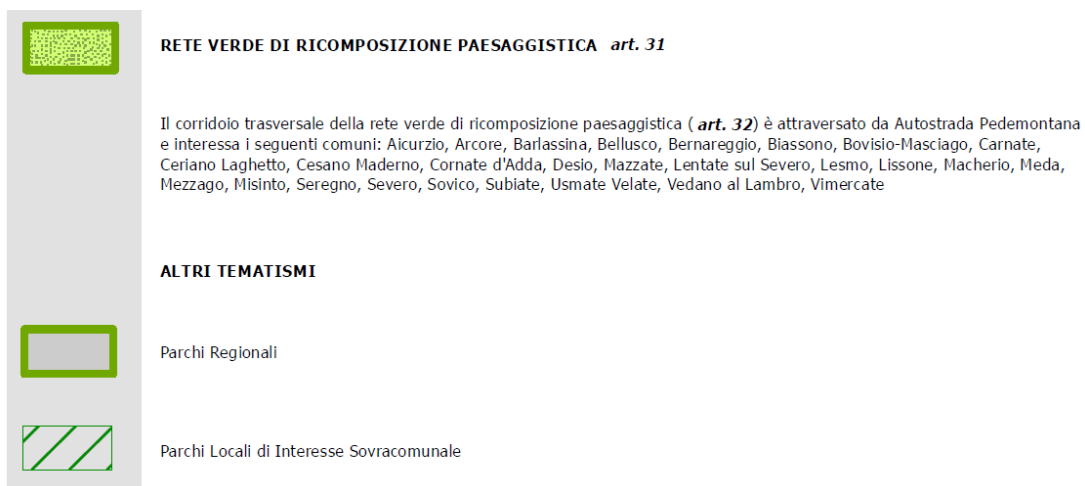 RETE VERDE DI RICOMPOSIZIONE PAESAGGISTICA art. 31
Il corridoio trasversale della rete verde di ricomposizione paesaggistica ( art. 32) è attraversato da Autostrada Pedemontana
e interessa i seguenti comuni: Aicurzio, Arcore, Barlassina, Bellusco, Bernareggio, Biassono, Bovisio-Masciago, Carnate,
Ceriano Laghetto, Cesano Maderno, Cornate d'Adda, Desio, Mazzate, Lentate sul Severo, Lesmo, Lissone, Macherio, Meda,
Mezzago, Misinto, Seregno, Severo, Sovico, Subiate, Usmate Velate, Vedano al Lambro, Vimercate
ALTRI TEMATISMI
Parchi Regionali
Parchi Locali di Interesse Sovracomunale